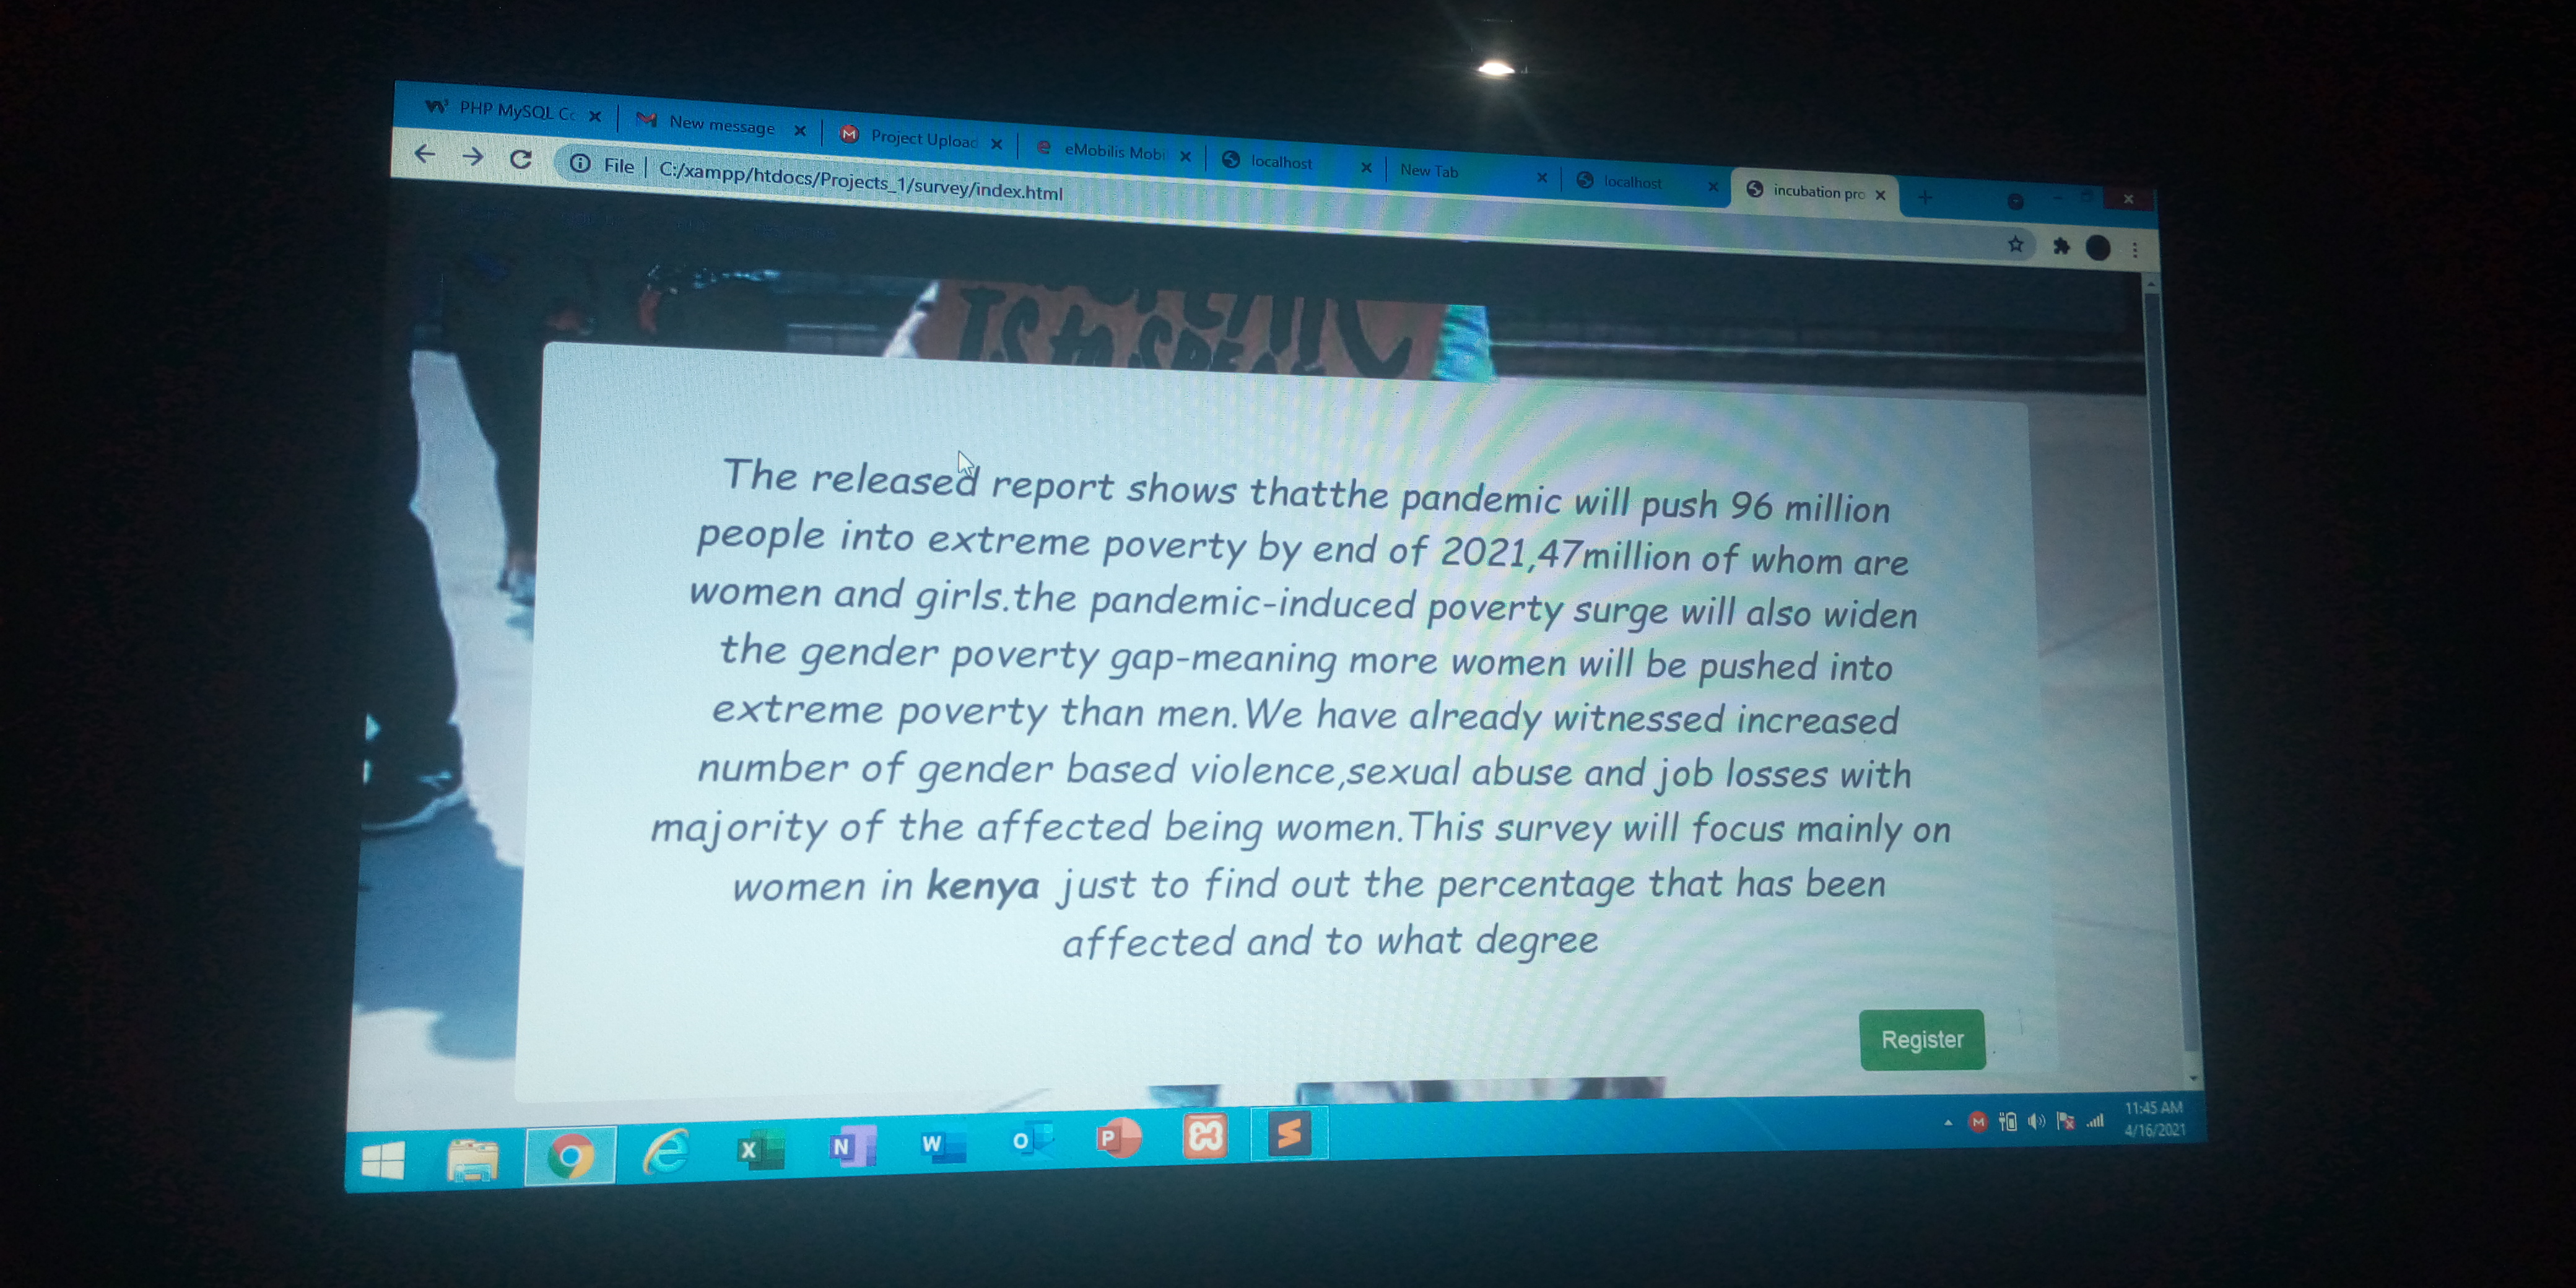 PHP MySQL Co
New message
Project Upload
eMobilis Mobi
localhost
New Tab
localhost
incubation pro
File | C:/xampp/htdocs/Projects_1/survey/index.html
IS to SPEA
The released report shows thatthe pandemic will push 96 million
people into extreme poverty by end of 2021,47million of whom are
women and girls.the pandemic-induced poverty surge will also widen
the gender poverty gap-meaning more women will be pushed into
extreme poverty than men.We have already witnessed increased
number of gender based violence,sexual abuse and job losses with
majority of the affected being women.This survey will focus mainly on
women in kenya just to find out the percentage that has been
affected and to what degree
Register
11:45 AM
4/16/2021